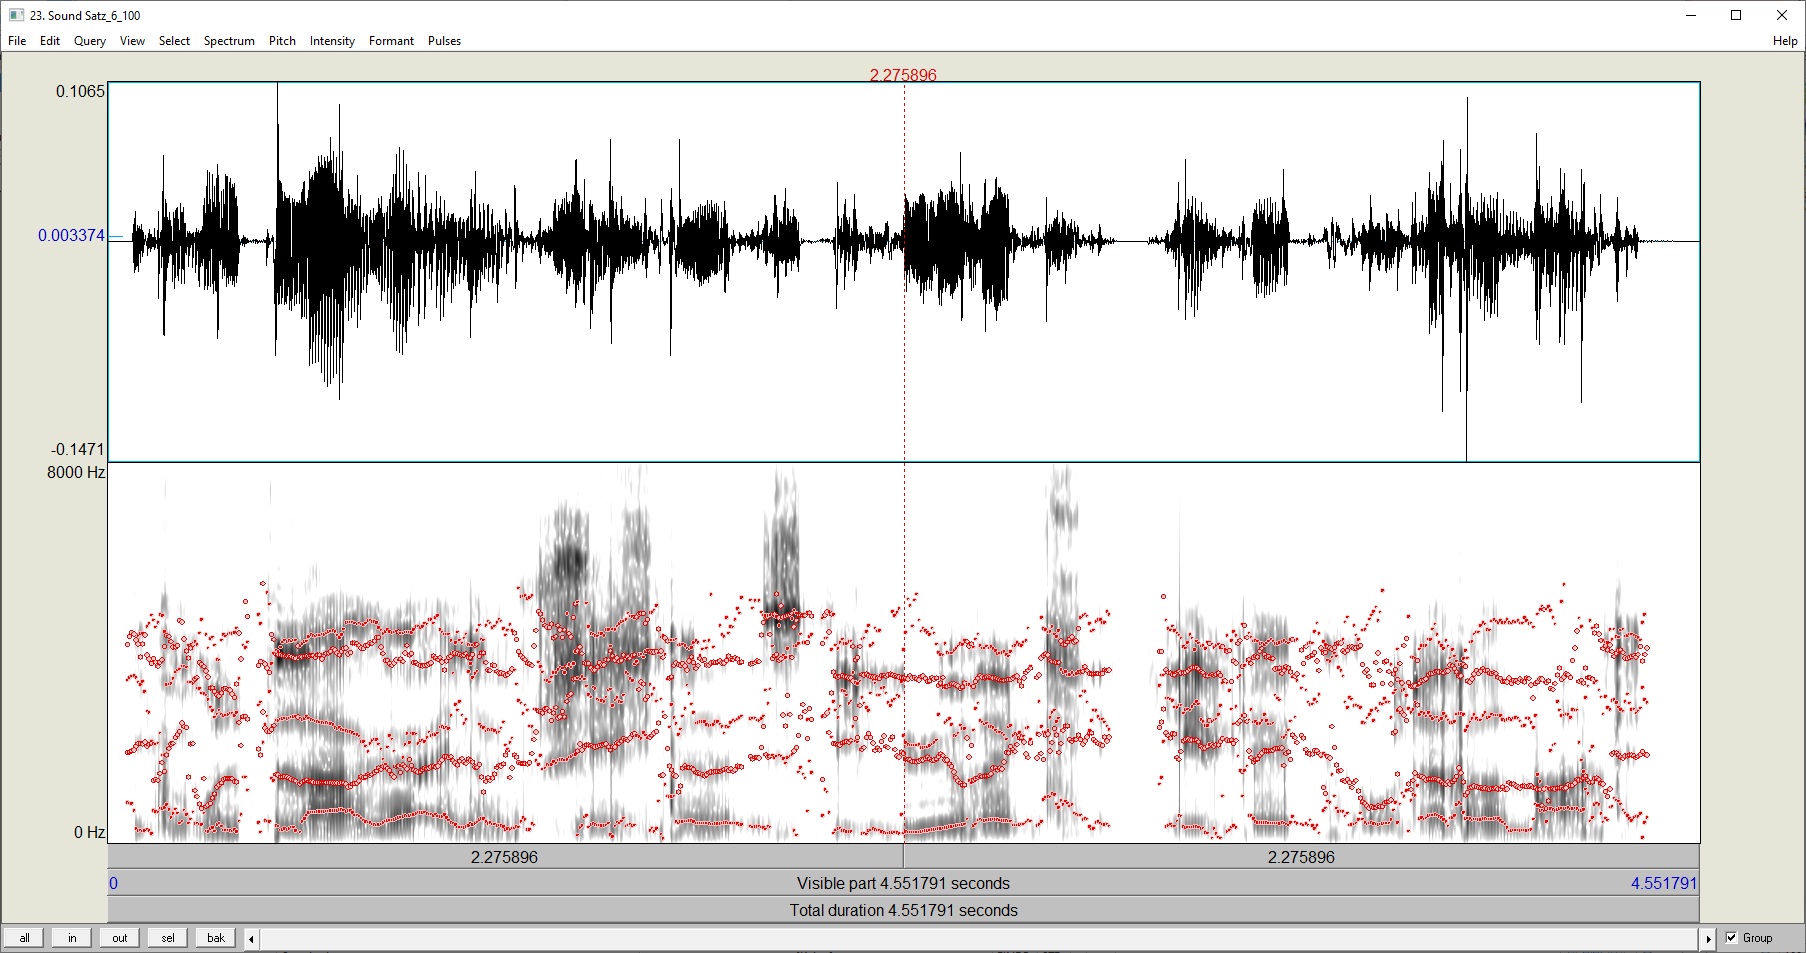 23. Sound Satz_6_100
File Edit Query View Select Spectrum Pitch Intensity Formant Pulses Help
2.275896
0.1065
0.003374
-0.1471
8000 Hz
0 Hz
2.275896 2.275896
0 Visible part 4.551791 seconds 4.551791
Total duration 4.551791 seconds
all in out sel bak Group